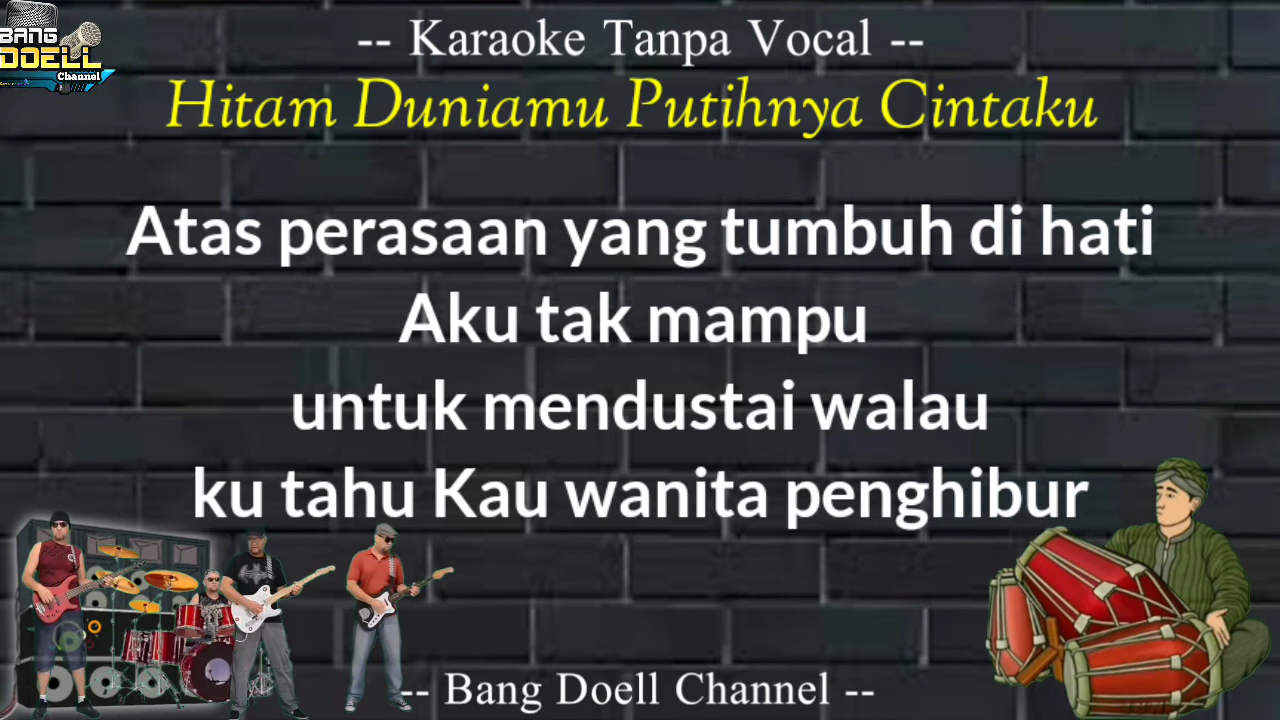 BANG
DOELL
Channel
-- Karaoke Tanpa Vocal --
Hitam Duniamu Putihnya Cintaku
Atas perasaan yang tumbuh di hati
Aku tak mampu
untuk mendustai walau
ku tahu Kau wanita penghibur
-- Bang Doell Channel --